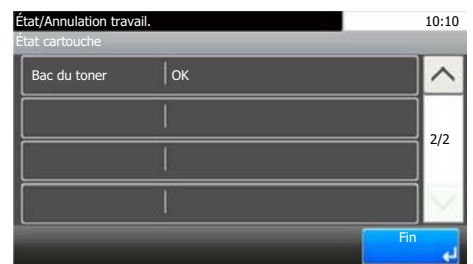 État/Annulation travail. 10:10
État cartouche
Bac du toner OK
2/2
Fin